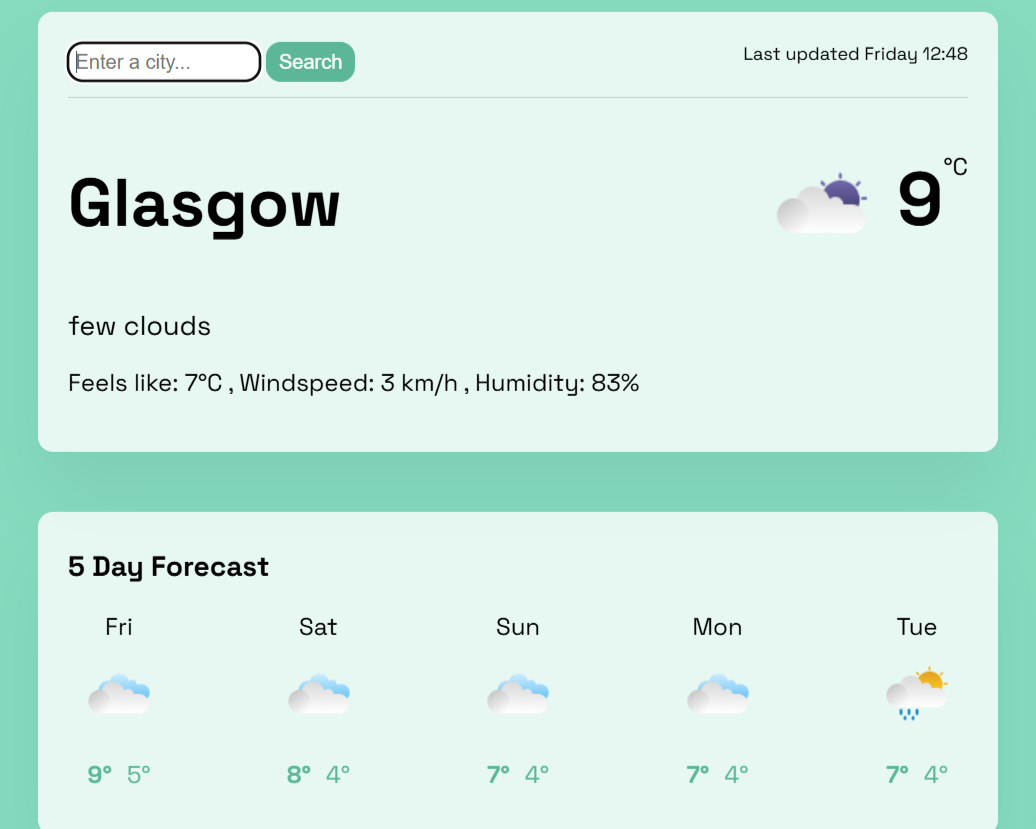 Enter a city... Search Last updated Friday 12:48
Glasgow 9 °C
few clouds
Feels like: 7°C , Windspeed: 3 km/h , Humidity: 83%
5 Day Forecast
Fri Sat Sun Mon Tue
9° 5° 8° 4° 7° 4° 7° 4° 7° 4°